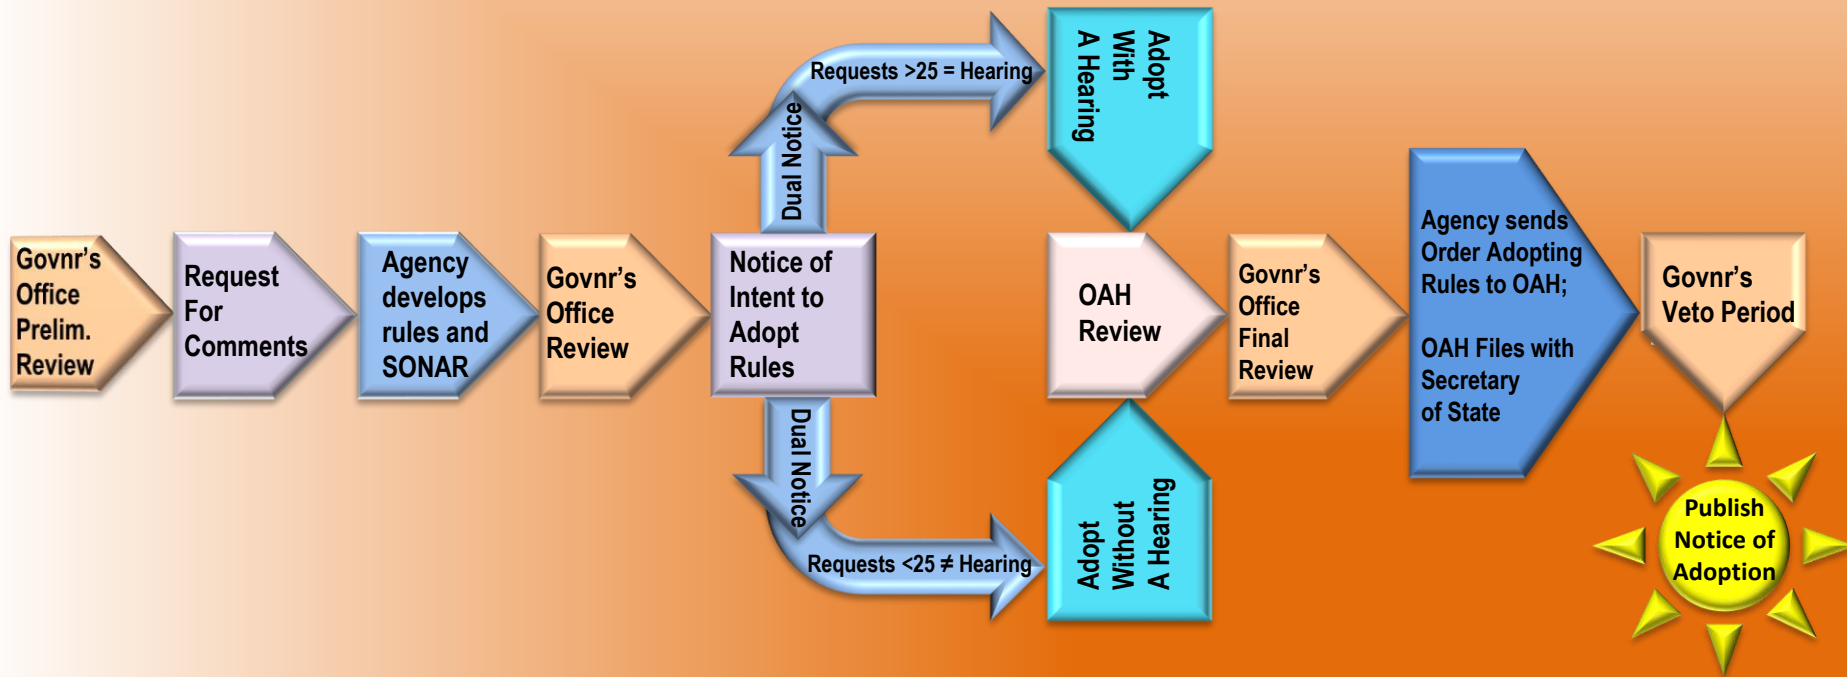 Govnr's
Office
Prelim.
Review
Request
For
Comments
Agency
develops
rules and
SONAR
Govnr's
Office
Review
Notice of
Intent to
Adopt
Rules
Dual Notice
Requests >25 = Hearing
Adopt
With
A Hearing
Dual Notice
Requests <25 ≠ Hearing
Adopt
Without
A Hearing
OAH
Review
Govnr's
Office
Final
Review
Agency sends
Order Adopting
Rules to OAH;
OAH Files with
Secretary
of State
Govnr's
Veto Period
Publish
Notice of
Adoption